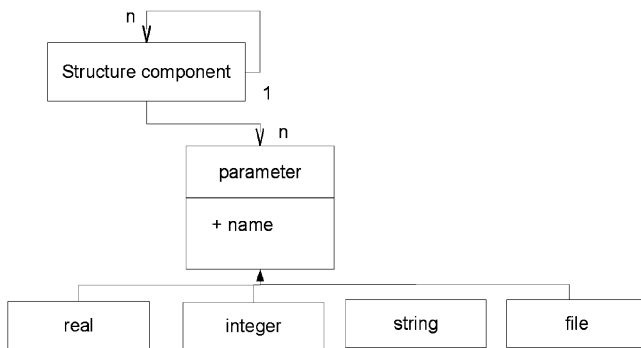 n
Structure component
1
n
parameter
+ name
real
integer
string
file